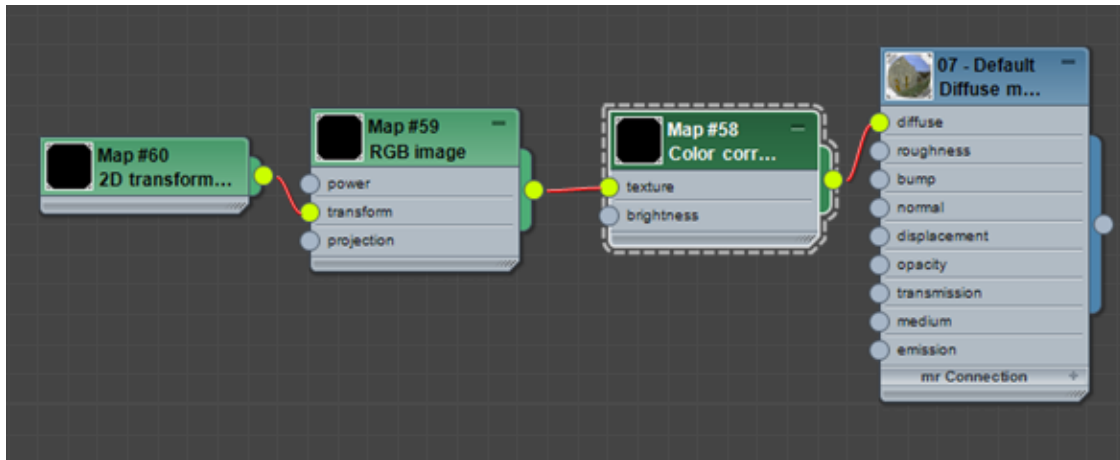 Map #60
2D transform...
Map #59
RGB image
power
transform
projection
Map #58
Color corr...
texture
brightness
07 - Default
Diffuse m...
diffuse
roughness
bump
normal
displacement
opacity
transmission
medium
emission
mr Connection